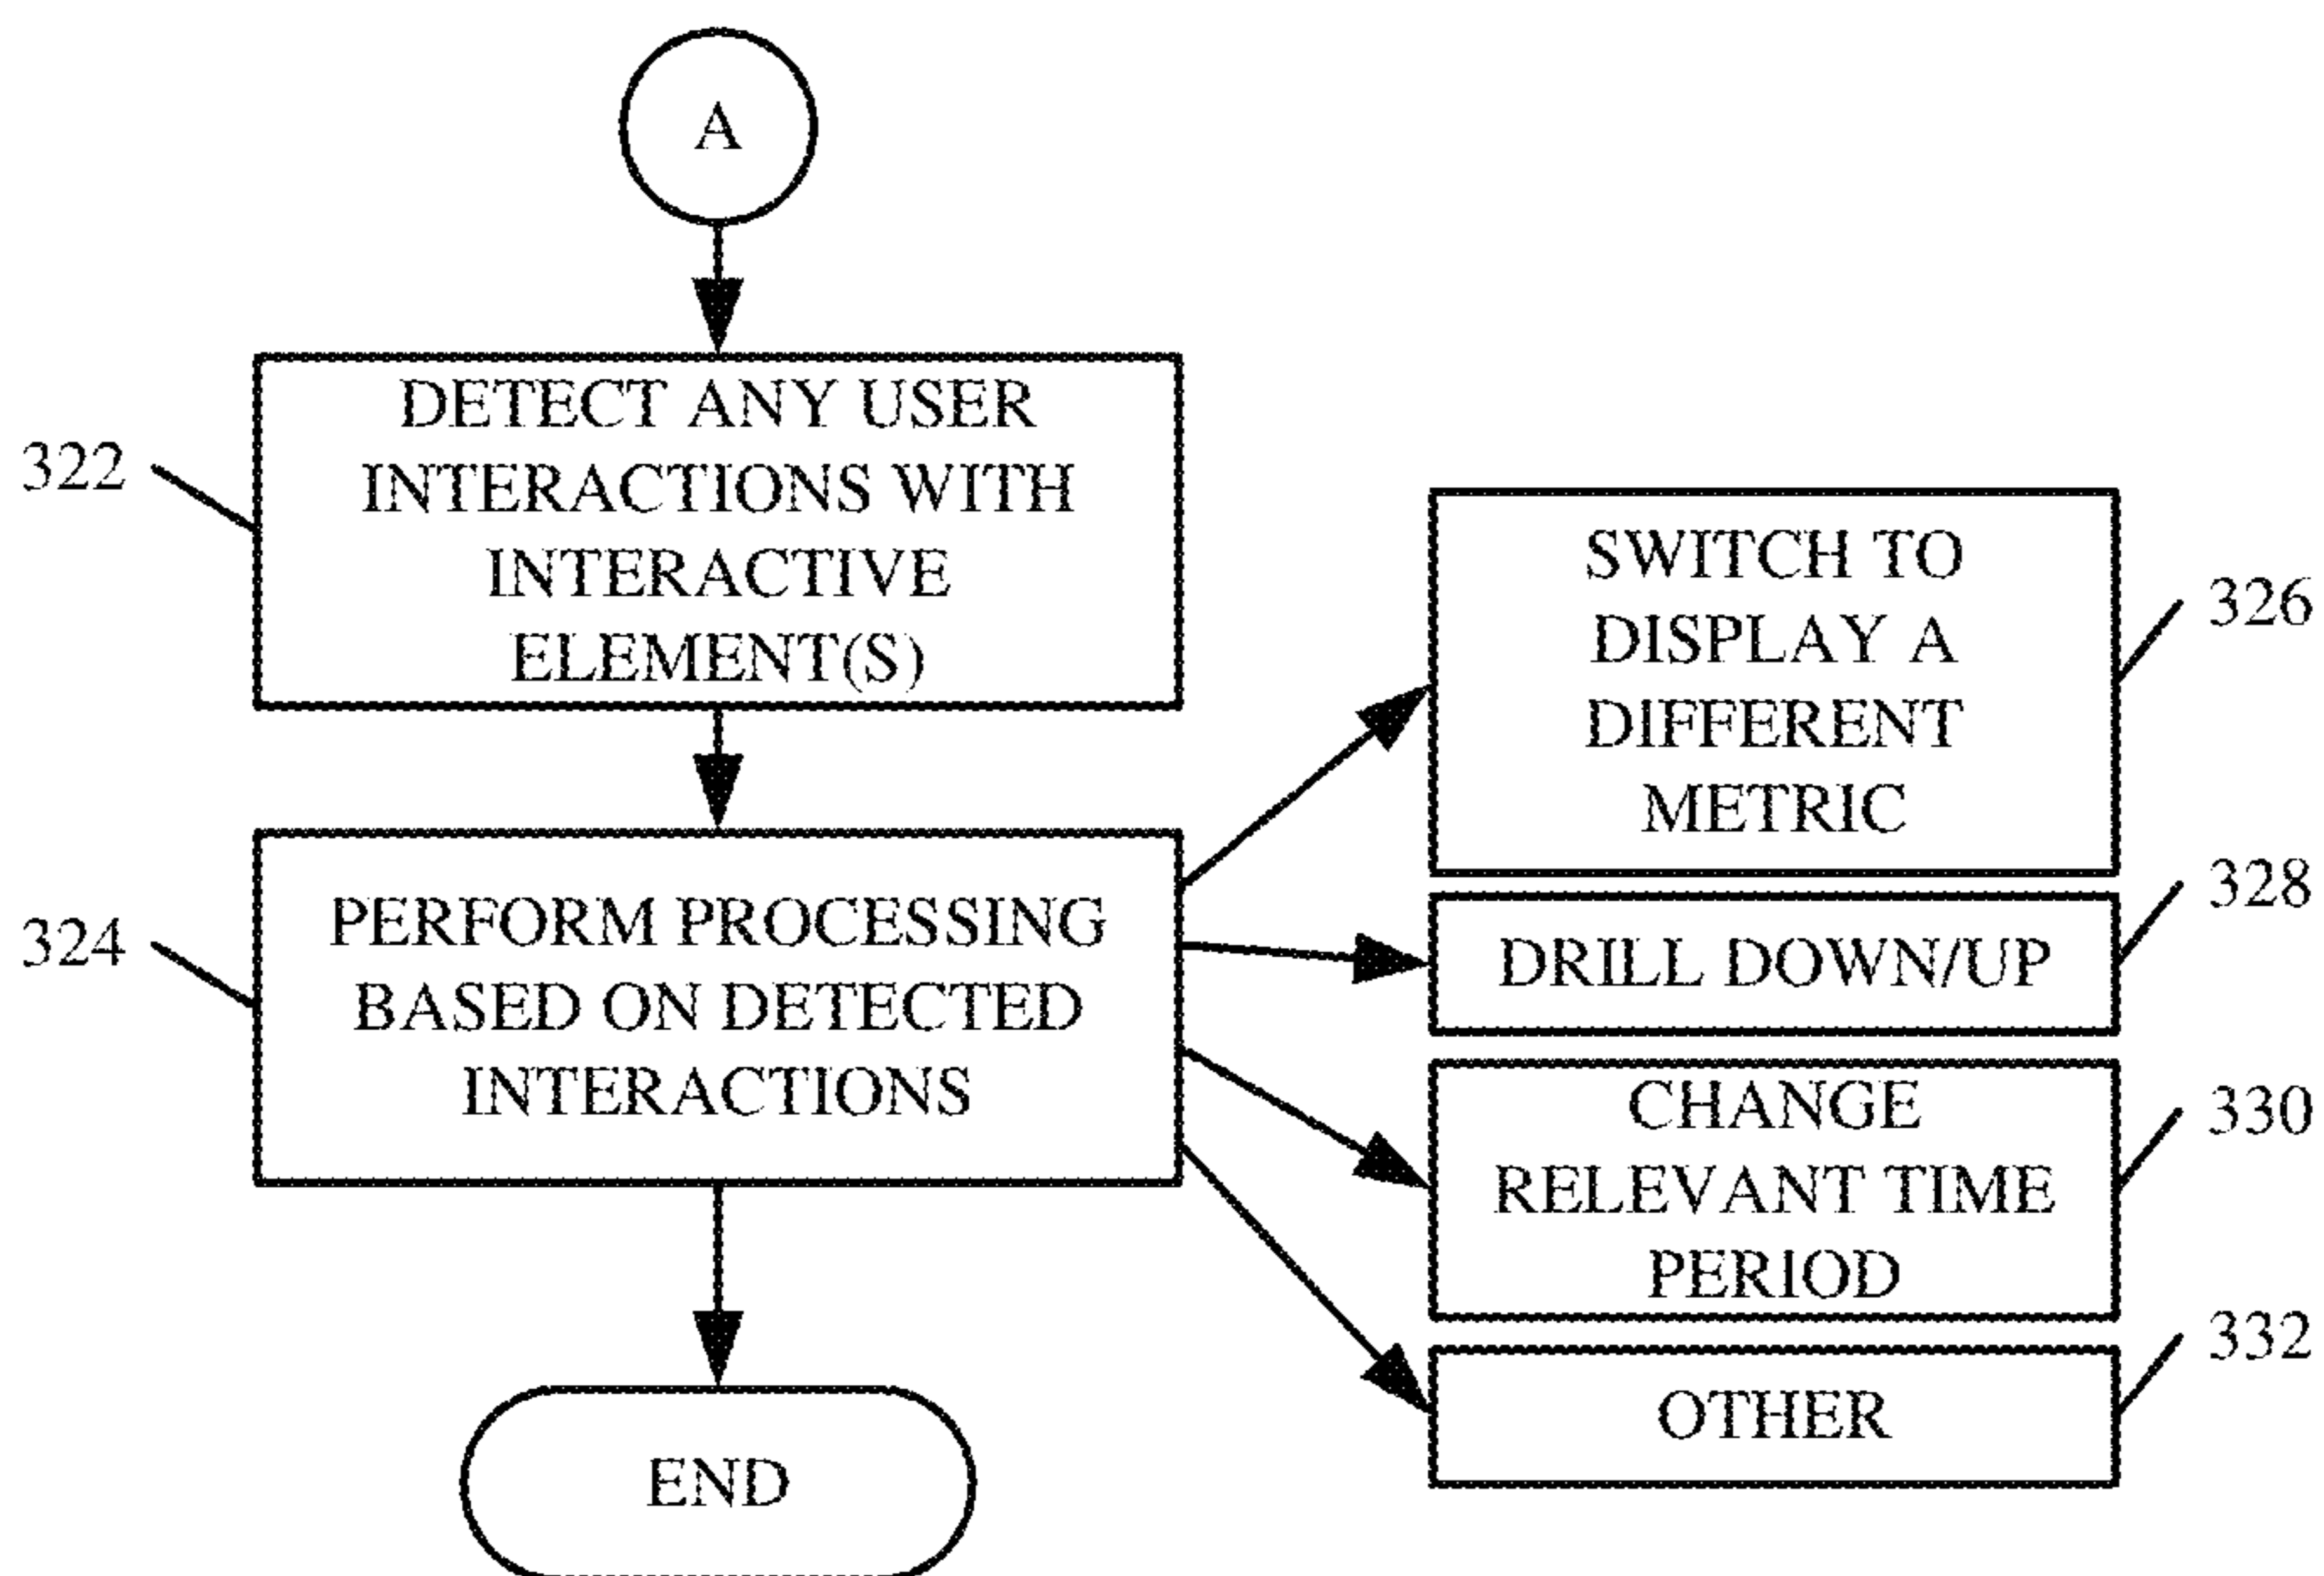 A
322
DETECT ANY USER
INTERACTIONS WITH
INTERACTIVE
ELEMENT(S)
324
PERFORM PROCESSING
BASED ON DETECTED
INTERACTIONS
END
SWITCH TO
DISPLAY A
DIFFERENT
METRIC
326
DRILL DOWN/UP
328
CHANGE
RELEVANT TIME
PERIOD
330
OTHER
332